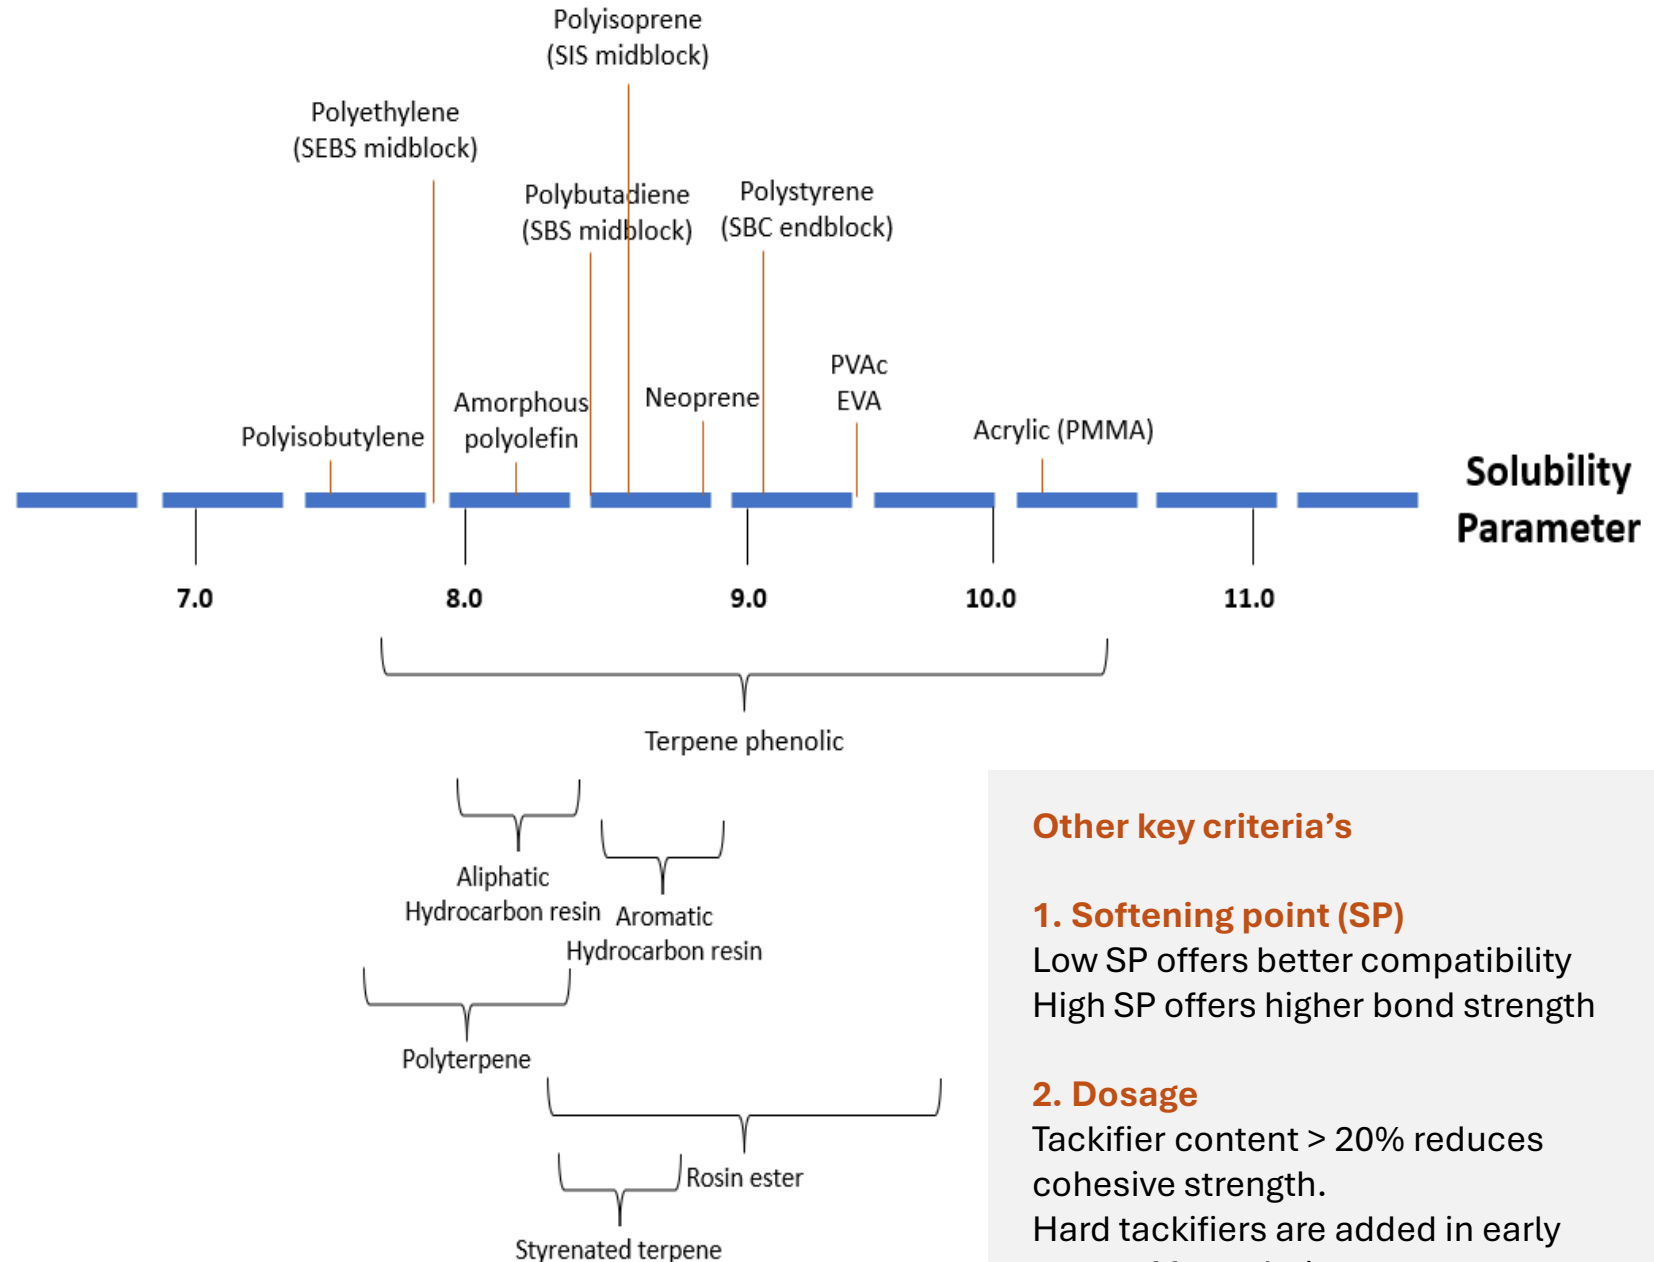 Polyisoprene
(SIS midblock)
Polyethylene
(SEBS midblock)
Polybutadiene
(SBS midblock)
Polystyrene
(SBC endblock)
PVAc
EVA
Neoprene
Amorphous
polyolefin
Polyisobutylene
Acrylic (PMMA)
Solubility
Parameter
7.0
8.0
9.0
10.0
11.0
Terpene phenolic
Aliphatic
Hydrocarbon resin
Aromatic
Hydrocarbon resin
Polyterpene
Rosin ester
Styrenated terpene
Other key criteria’s
1. Softening point (SP)
Low SP offers better compatibility
High SP offers higher bond strength
2. Dosage
Tackifier content > 20% reduces
cohesive strength.
Hard tackifiers are added in early